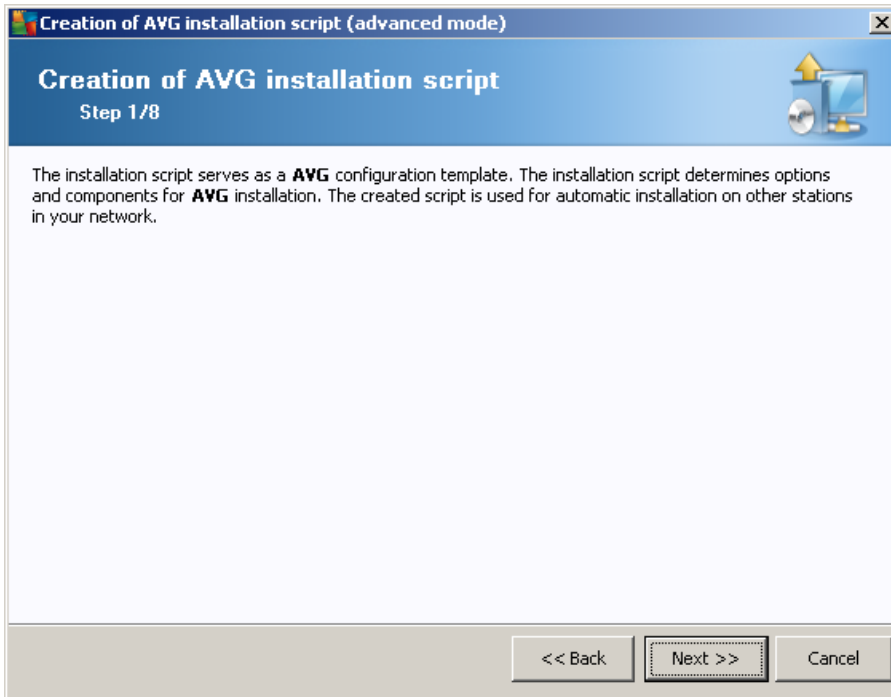 Creation of AVG installation script (advanced mode)
Creation of AVG installation script
Step 1/8
The installation script serves as a AVG configuration template. The installation script determines options
and components for AVG installation. The created script is used for automatic installation on other stations
in your network.
<< Back
Next >>
Cancel